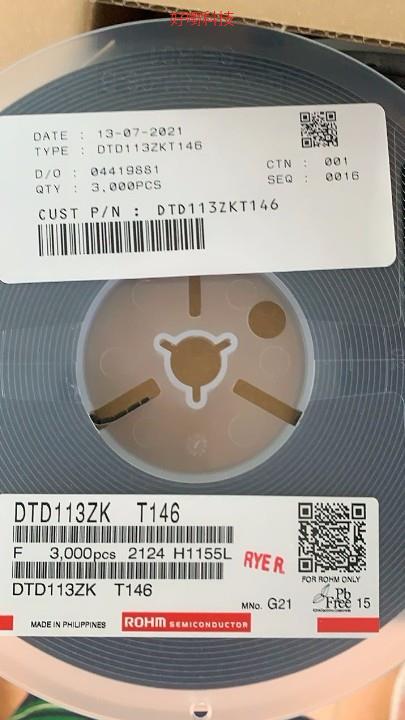 好淘科技
DATE : 13-07-2021
TYPE : DTD113ZKT146
D/O : 04419881
CTN : 001
QTY : 3,000PCS
SEQ : 0016
CUST P/N : DTD113ZKT146
DTD113ZK T146
F 3,000pcs 2124 H1155L
RYE R.
DTD113ZK T146
FOR ROHM ONLY
MNo. G21
Pb Free 15
MADE IN PHILIPPINES
ROHM SEMICONDUCTOR